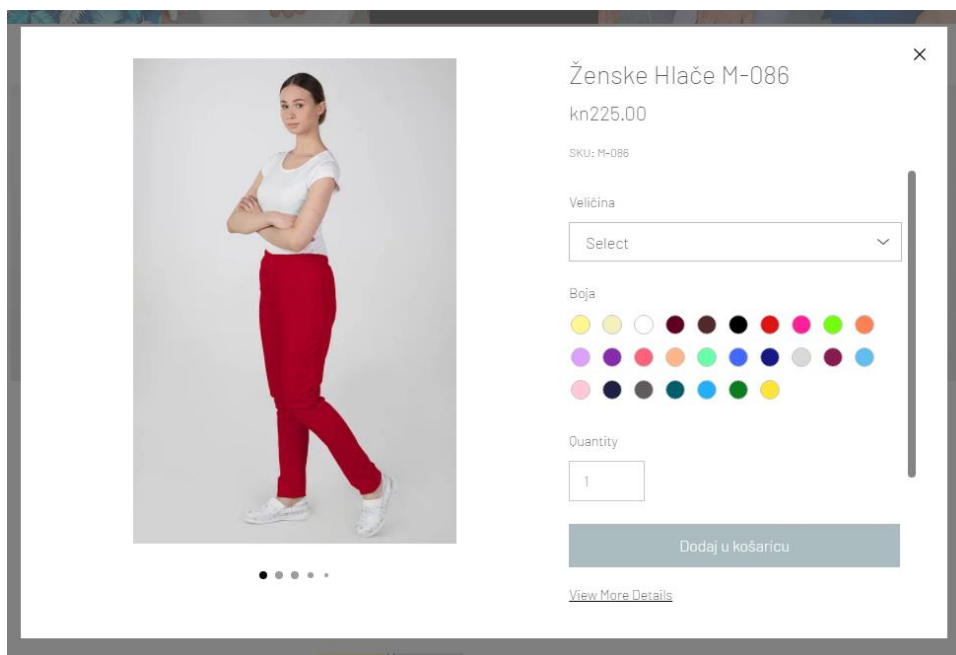 Ženske Hlače M-086
kn225.00
SKU: M-086
Veličina
Select
Boja
Quantity
1
Dodaj u košaricu
View More Details